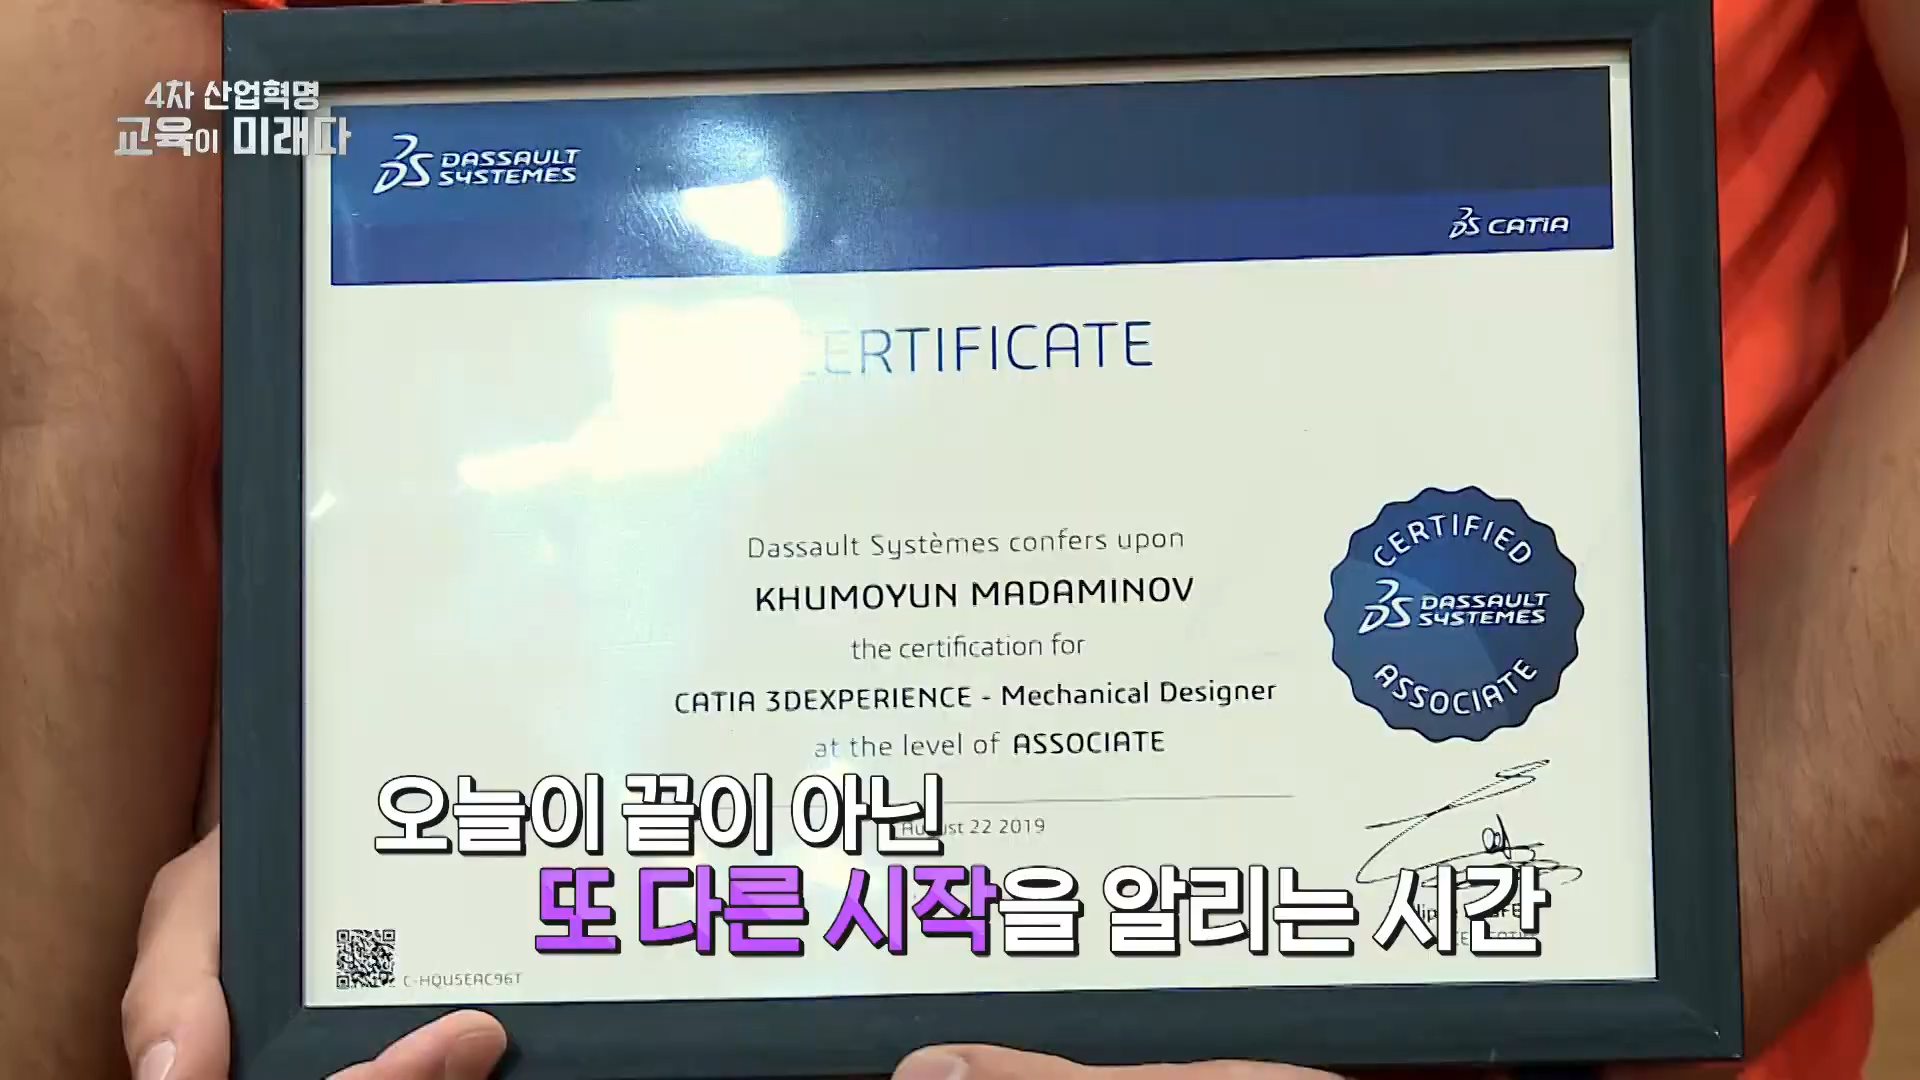 4차 산업혁명
교육이 미래다
DASSAULT
SYSTEMES
CATIA
CERTIFICATE
Dassault Systèmes confers upon
KHUMOYUN MADAMINOV
the certification for
CATIA 3DEXPERIENCE - Mechanical Designer
at the level of ASSOCIATE
CERTIFIED
DASSAULT
SYSTEMES
ASSOCIATE
August 22 2019
오늘이 끝이 아닌
또 다른 시작을 알리는 시간
C-HQU5EAC96T